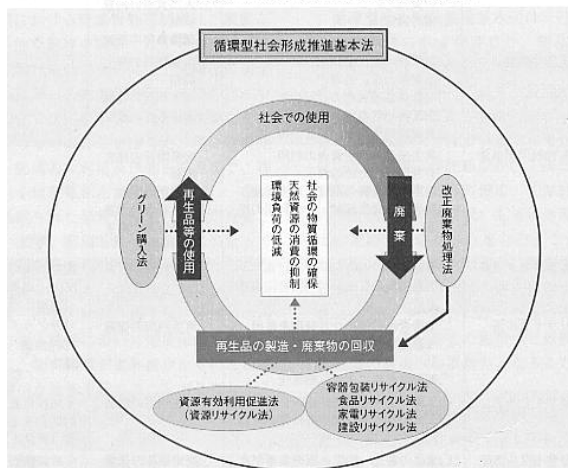 循環型社会形成推進基本法
社会での使用
グリーン購入法
再生品等の使用
社会の物質循環の確保
天然資源の消費の抑制
環境負荷の低減
廃棄
改正廃棄物処理法
再生品の製造・廃棄物の回収
資源有効利用促進法
(資源リサイクル法)
容器包装リサイクル法
食品リサイクル法
家電リサイクル法
建設リサイクル法